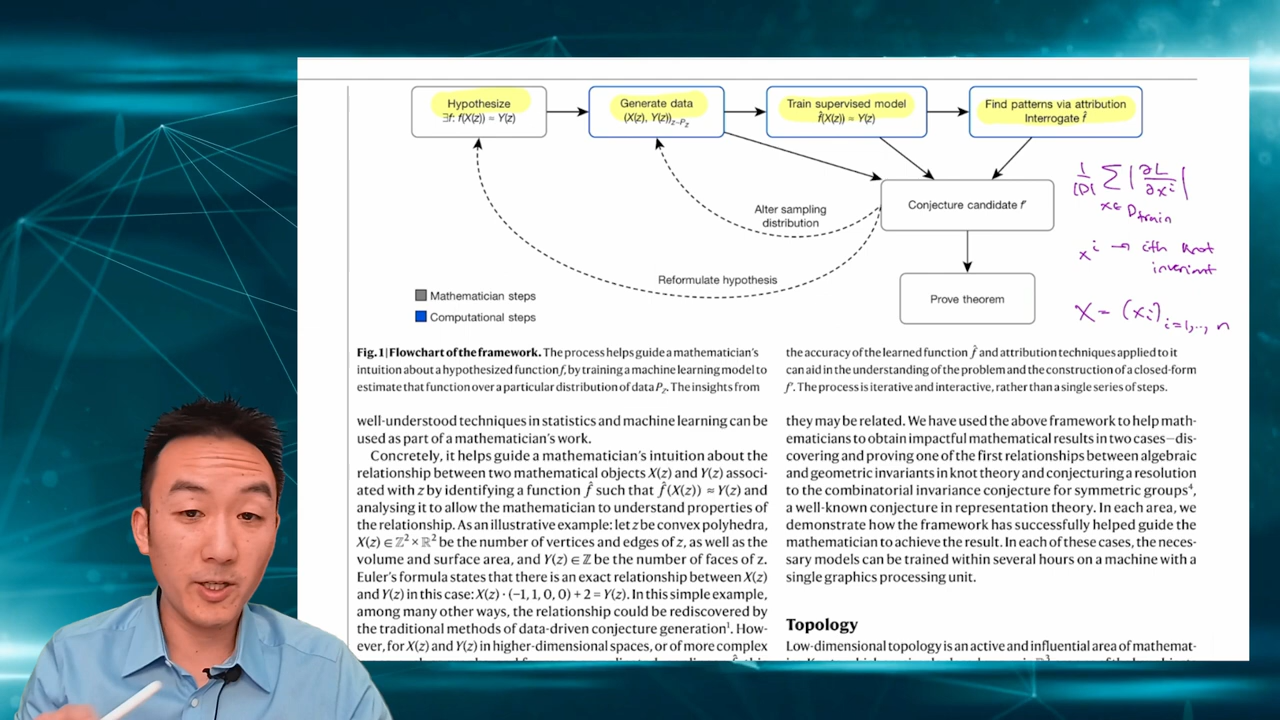 Hypothesize
∃f: f(X(z)) ≈ Y(z)
Generate data
(X(z), Y(z))z~Pz
Train supervised model
f̂(X(z)) ≈ Y(z)
Find patterns via attribution
Interrogate f̂
Conjecture candidate f′
Alter sampling
distribution
Reformulate hypothesis
Prove theorem
Mathematician steps
Computational steps
1/|D| ∑ |∂L/∂xⁱ|
x∈Dtrain
xⁱ → ith knot
invariant
X = (xi)i=1,..,n
Fig. 1 | Flowchart of the framework. The process helps guide a mathematician's
intuition about a hypothesized function f, by training a machine learning model to
estimate that function over a particular distribution of data Pz. The insights from
the accuracy of the learned function f̂ and attribution techniques applied to it
can aid in the understanding of the problem and the construction of a closed-form
f′. The process is iterative and interactive, rather than a single series of steps.
well-understood techniques in statistics and machine learning can be
used as part of a mathematician's work.
Concretely, it helps guide a mathematician's intuition about the
relationship between two mathematical objects X(z) and Y(z) associ-
ated with z by identifying a function f̂ such that f̂(X(z)) ≈ Y(z) and
analysing it to allow the mathematician to understand properties of
the relationship. As an illustrative example: let z be convex polyhedra,
X(z) ∈ ℤ² × ℝ² be the number of vertices and edges of z, as well as the
volume and surface area, and Y(z) ∈ ℤ be the number of faces of z.
Euler's formula states that there is an exact relationship between X(z)
and Y(z) in this case: X(z) · (−1, 1, 0, 0) + 2 = Y(z). In this simple example,
among many other ways, the relationship could be rediscovered by
the traditional methods of data-driven conjecture generation¹. How-
ever, for X(z) and Y(z) in higher-dimensional spaces, or of more complex
they may be related. We have used the above framework to help math-
ematicians to obtain impactful mathematical results in two cases—dis-
covering and proving one of the first relationships between algebraic
and geometric invariants in knot theory and conjecturing a resolution
to the combinatorial invariance conjecture for symmetric groups⁴,
a well-known conjecture in representation theory. In each area, we
demonstrate how the framework has successfully helped guide the
mathematician to achieve the result. In each of these cases, the neces-
sary models can be trained within several hours on a machine with a
single graphics processing unit.
Topology
Low-dimensional topology is an active and influential area of mathemat-